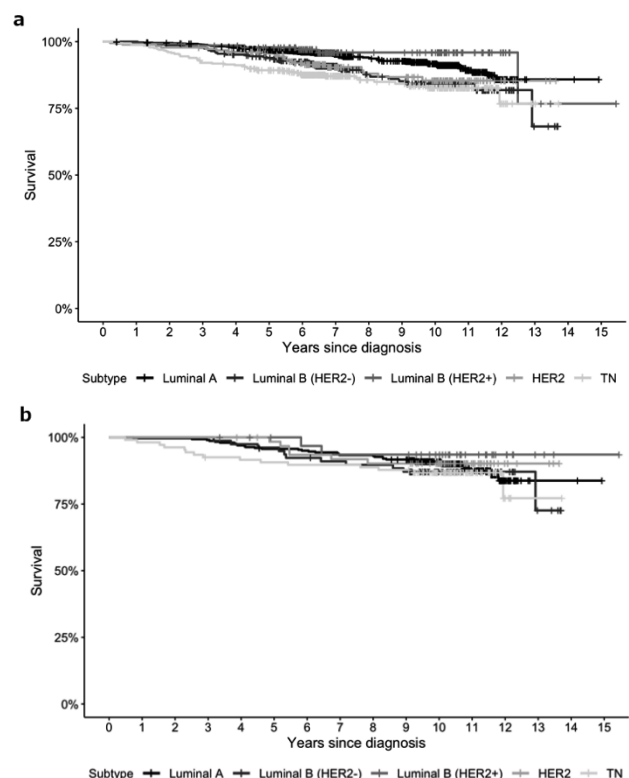 a
100%
75%
50%
25%
0%
Survival
0 1 2 3 4 5 6 7 8 9 10 11 12 13 14 15
Years since diagnosis
Subtype Luminal A Luminal B (HER2-) Luminal B (HER2+) HER2 TN
b
100%
75%
50%
25%
0%
Survival
0 1 2 3 4 5 6 7 8 9 10 11 12 13 14 15
Years since diagnosis
Subtype Luminal A Luminal B (HER2-) Luminal B (HER2+) HER2 TN